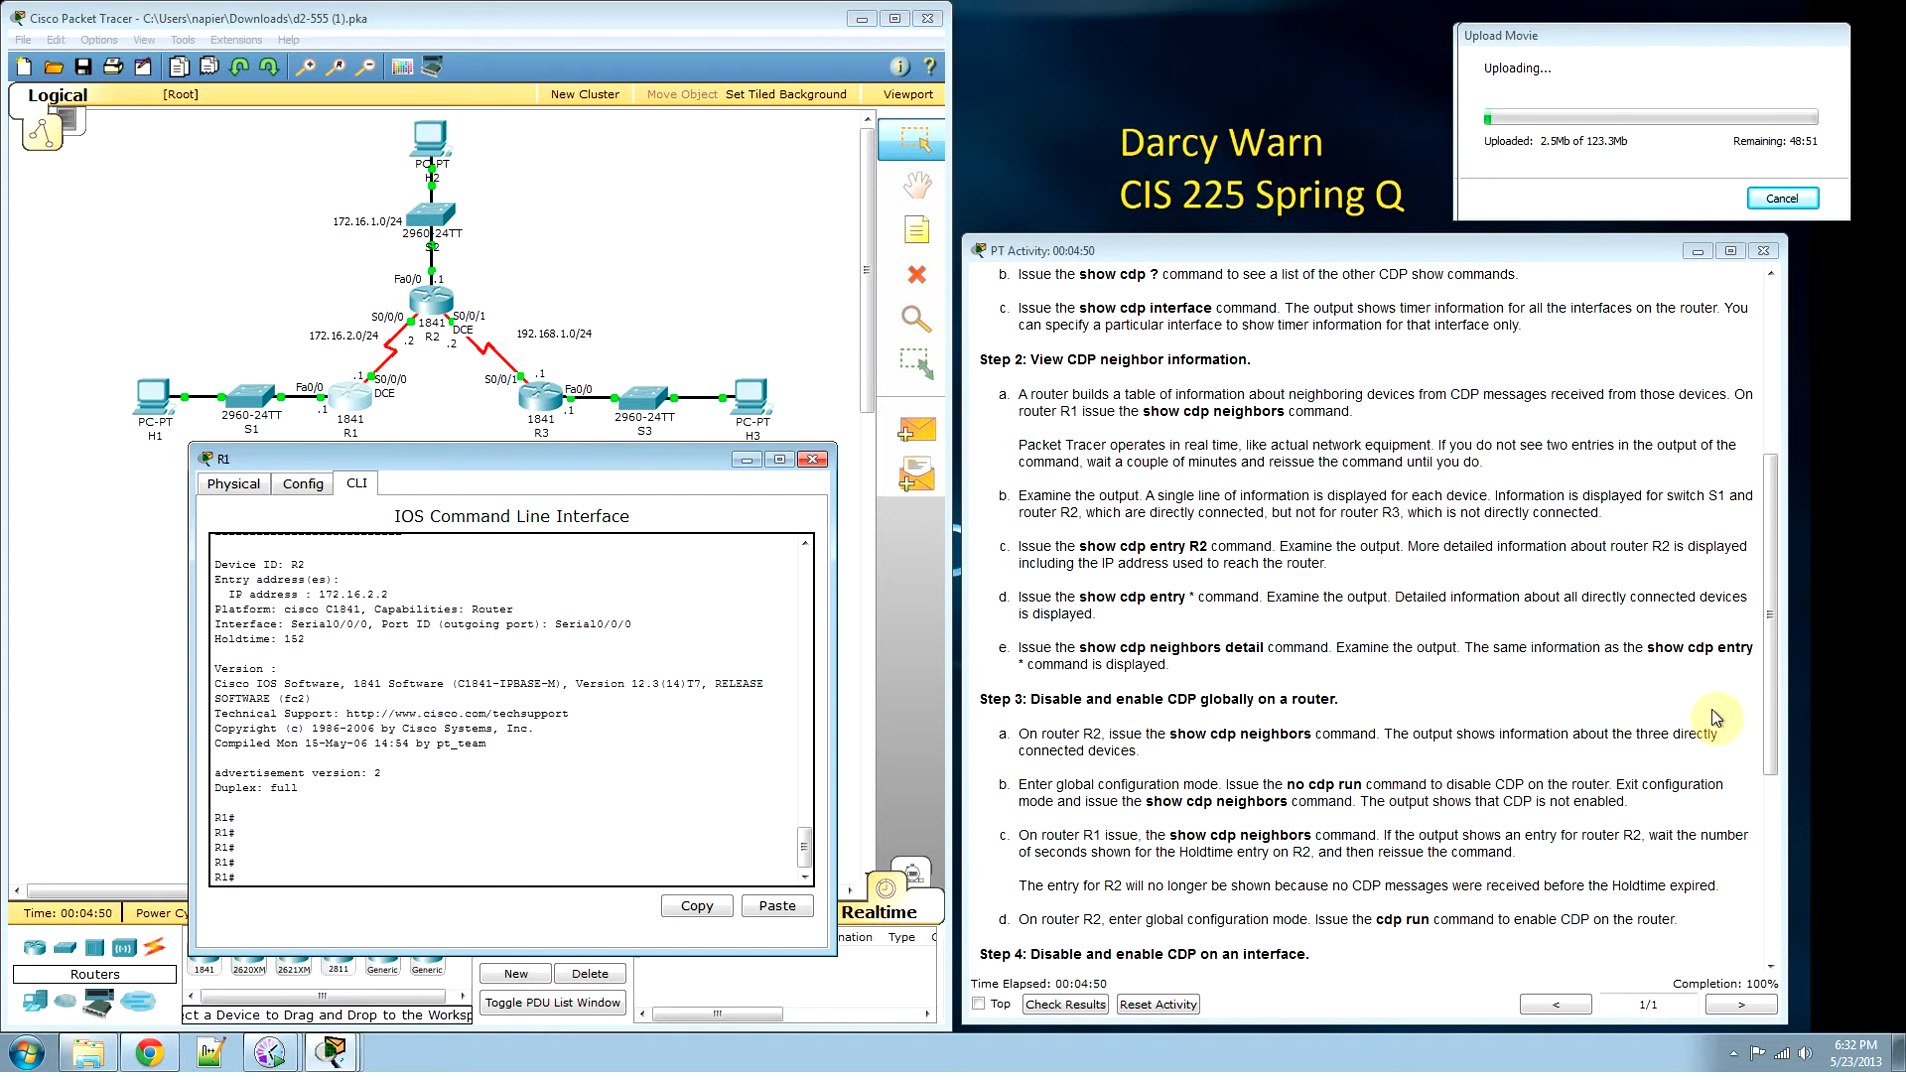 Cisco Packet Tracer - C:\Users\napier\Downloads\d2-555 (1).pka
File Edit Options View Tools Extensions Help
Logical
[Root]
New Cluster
Move Object
Set Tiled Background
Viewport
PC-PT
H2
172.16.1.0/24
2960-24TT
S2
Fa0/0
.1
S0/0/0
S0/0/1
1841
DCE
R2
172.16.2.0/24
.2
.2
192.168.1.0/24
.1
S0/0/0
DCE
Fa0/0
.1
S0/0/1
.1
Fa0/0
.1
PC-PT
H1
2960-24TT
S1
1841
R1
1841
R3
2960-24TT
S3
PC-PT
H3
R1
Physical
Config
CLI
IOS Command Line Interface
-------------------------
Device ID: R2
Entry address(es):
IP address : 172.16.2.2
Platform: cisco C1841, Capabilities: Router
Interface: Serial0/0/0, Port ID (outgoing port): Serial0/0/0
Holdtime: 152
Version :
Cisco IOS Software, 1841 Software (C1841-IPBASE-M), Version 12.3(14)T7, RELEASE
SOFTWARE (fc2)
Technical Support: http://www.cisco.com/techsupport
Copyright (c) 1986-2006 by Cisco Systems, Inc.
Compiled Mon 15-May-06 14:54 by pt_team
advertisement version: 2
Duplex: full
R1#
R1#
R1#
R1#
R1#
Copy
Paste
Time: 00:04:50
Power Cy
Realtime
Routers
1841
2620XM
2621XM
2811
Generic
Generic
ect a Device to Drag and Drop to the Worksp
New
Delete
Toggle PDU List Window
nation
Type
Darcy Warn
CIS 225 Spring Q
Upload Movie
Uploading...
Uploaded: 2.5Mb of 123.3Mb
Remaining: 48:51
Cancel
PT Activity: 00:04:50
b. Issue the show cdp ? command to see a list of the other CDP show commands.
c. Issue the show cdp interface command. The output shows timer information for all the interfaces on the router. You
can specify a particular interface to show timer information for that interface only.
Step 2: View CDP neighbor information.
a. A router builds a table of information about neighboring devices from CDP messages received from those devices. On
router R1 issue the show cdp neighbors command.
Packet Tracer operates in real time, like actual network equipment. If you do not see two entries in the output of the
command, wait a couple of minutes and reissue the command until you do.
b. Examine the output. A single line of information is displayed for each device. Information is displayed for switch S1 and
router R2, which are directly connected, but not for router R3, which is not directly connected.
c. Issue the show cdp entry R2 command. Examine the output. More detailed information about router R2 is displayed
including the IP address used to reach the router.
d. Issue the show cdp entry * command. Examine the output. Detailed information about all directly connected devices
is displayed.
e. Issue the show cdp neighbors detail command. Examine the output. The same information as the show cdp entry
* command is displayed.
Step 3: Disable and enable CDP globally on a router.
a. On router R2, issue the show cdp neighbors command. The output shows information about the three directly
connected devices.
b. Enter global configuration mode. Issue the no cdp run command to disable CDP on the router. Exit configuration
mode and issue the show cdp neighbors command. The output shows that CDP is not enabled.
c. On router R1 issue, the show cdp neighbors command. If the output shows an entry for router R2, wait the number
of seconds shown for the Holdtime entry on R2, and then reissue the command.
The entry for R2 will no longer be shown because no CDP messages were received before the Holdtime expired.
d. On router R2, enter global configuration mode. Issue the cdp run command to enable CDP on the router.
Step 4: Disable and enable CDP on an interface.
Time Elapsed: 00:04:50
Completion: 100%
Top
Check Results
Reset Activity
<
1/1
>
6:32 PM
5/23/2013